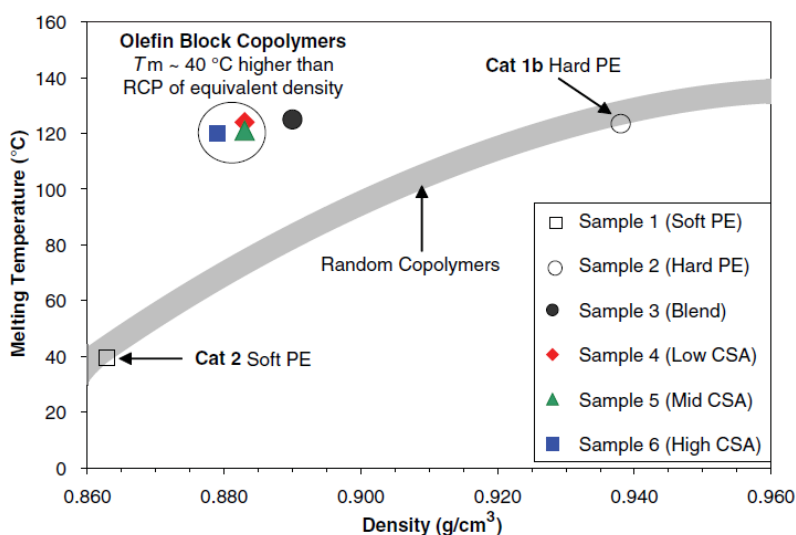 160
140
120
100
80
60
40
20
0
Melting Temperature (°C)
Olefin Block Copolymers
Tm ~ 40 °C higher than
RCP of equivalent density
Cat 1b Hard PE
Random Copolymers
Cat 2 Soft PE
Sample 1 (Soft PE)
Sample 2 (Hard PE)
Sample 3 (Blend)
Sample 4 (Low CSA)
Sample 5 (Mid CSA)
Sample 6 (High CSA)
0.860 0.880 0.900 0.920 0.940 0.960
Density (g/cm³)